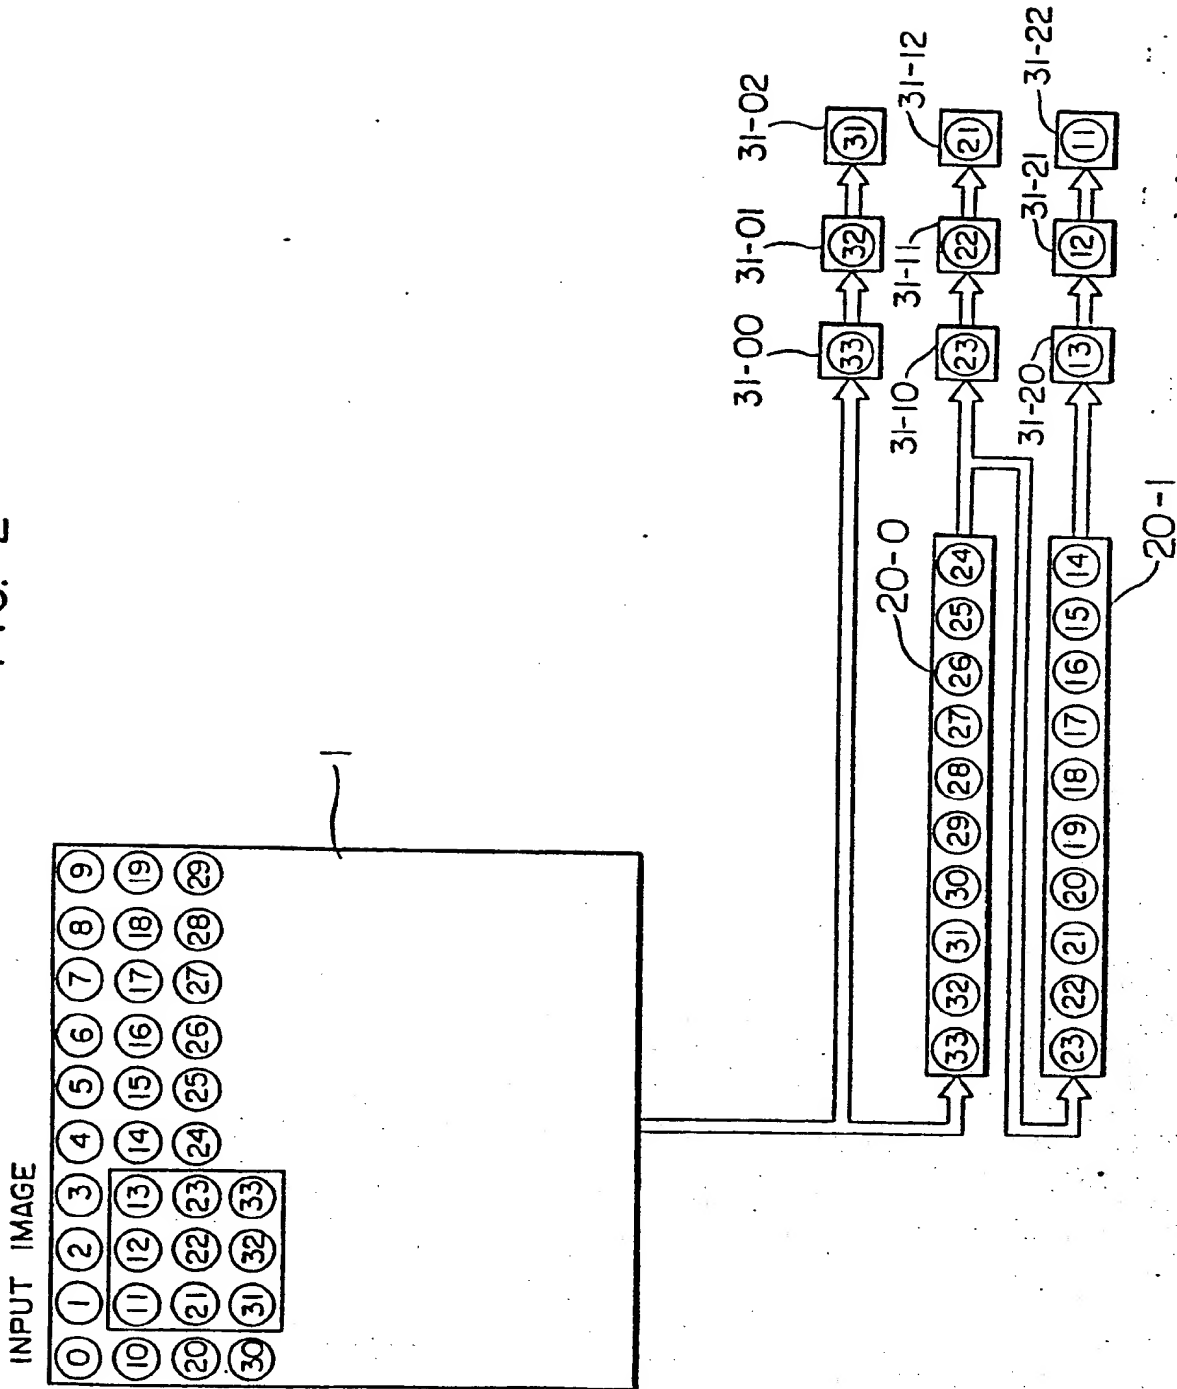 FIG. 2
INPUT IMAGE
0 1 2 3 4 5 6 7 8 9
10 11 12 13 14 15 16 17 18 19
20 21 22 23 24 25 26 27 28 29
30 31 32 33
1
31-00 31-01 31-02
33 32 31
20-0
33 32 31 30 29 28 27 26 25 24
31-10 31-11 31-12
23 22 21
23 22 21 20 19 18 17 16 15 14
20-1
31-20 31-21 31-22
13 12 11